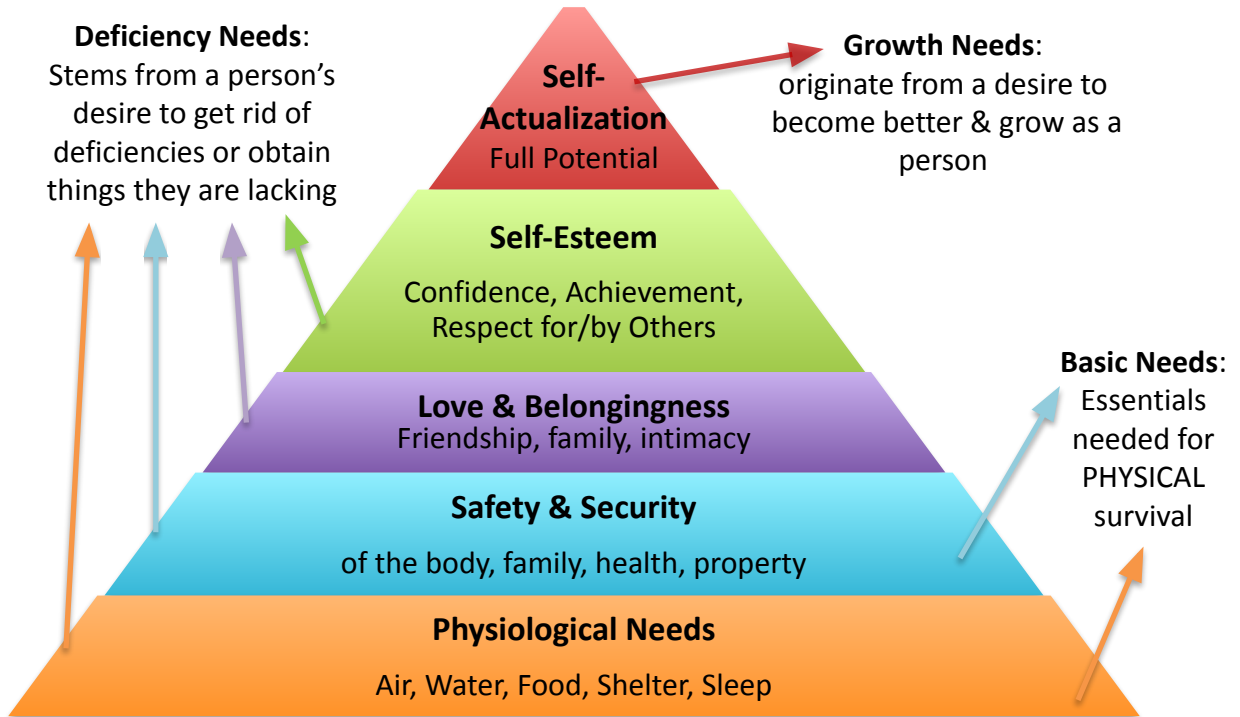 Deficiency Needs:
Stems from a person's
desire to get rid of
deficiencies or obtain
things they are lacking
Growth Needs:
originate from a desire to
become better & grow as a
person
Self-
Actualization
Full Potential
Self-Esteem
Confidence, Achievement,
Respect for/by Others
Love & Belongingness
Friendship, family, intimacy
Basic Needs:
Essentials
needed for
PHYSICAL
survival
Safety & Security
of the body, family, health, property
Physiological Needs
Air, Water, Food, Shelter, Sleep